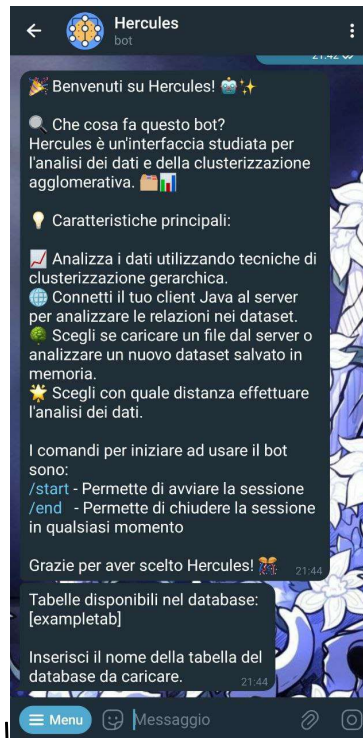 Hercules
bot
21:42
🎉 Benvenuti su Hercules! 🤖✨
🔍 Che cosa fa questo bot?
Hercules è un'interfaccia studiata per
l'analisi dei dati e della clusterizzazione
agglomerativa. 🗂️📊
💡 Caratteristiche principali:
📈 Analizza i dati utilizzando tecniche di
clusterizzazione gerarchica.
🌐 Connetti il tuo client Java al server
per analizzare le relazioni nei dataset.
🌳 Scegli se caricare un file dal server o
analizzare un nuovo dataset salvato in
memoria.
🌟 Scegli con quale distanza effettuare
l'analisi dei dati.
I comandi per iniziare ad usare il bot
sono:
/start - Permette di avviare la sessione
/end - Permette di chiudere la sessione
in qualsiasi momento
Grazie per aver scelto Hercules! 🎊 21:44
Tabelle disponibili nel database:
[exampletab]
Inserisci il nome della tabella del
database da caricare. 21:44
Menu Messaggio